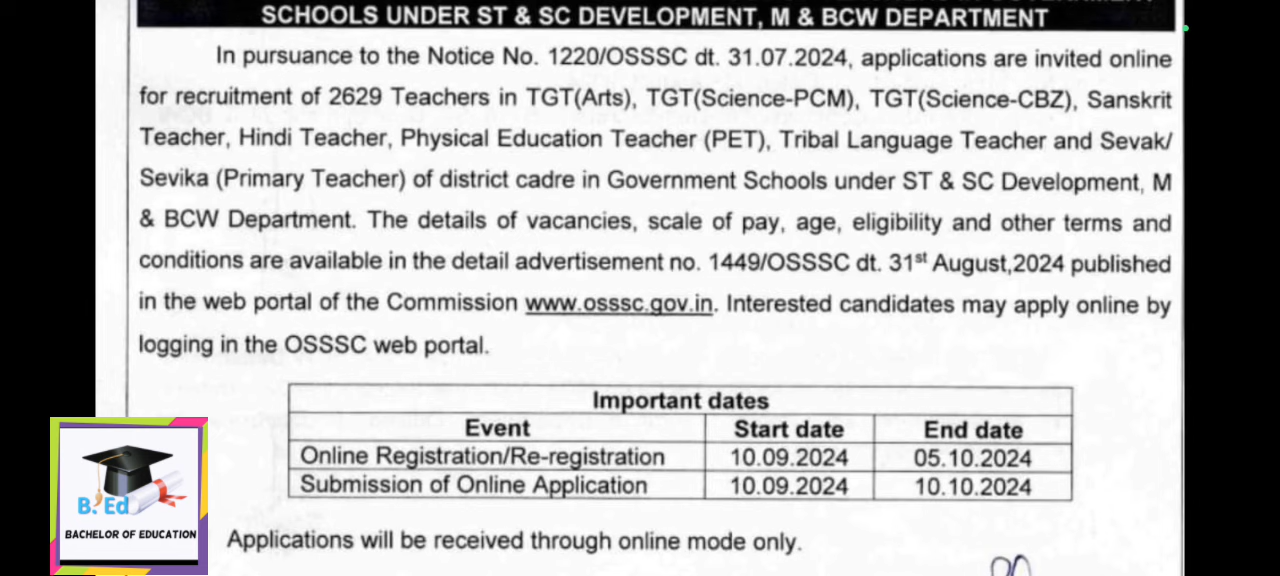 SCHOOLS UNDER ST & SC DEVELOPMENT, M & BCW DEPARTMENT
In pursuance to the Notice No. 1220/OSSSC dt. 31.07.2024, applications are invited online
for recruitment of 2629 Teachers in TGT(Arts), TGT(Science-PCM), TGT(Science-CBZ), Sanskrit
Teacher, Hindi Teacher, Physical Education Teacher (PET), Tribal Language Teacher and Sevak/
Sevika (Primary Teacher) of district cadre in Government Schools under ST & SC Development, M
& BCW Department. The details of vacancies, scale of pay, age, eligibility and other terms and
conditions are available in the detail advertisement no. 1449/OSSSC dt. 31st August,2024 published
in the web portal of the Commission www.osssc.gov.in. Interested candidates may apply online by
logging in the OSSSC web portal.
Important dates
Event Start date End date
Online Registration/Re-registration 10.09.2024 05.10.2024
Submission of Online Application 10.09.2024 10.10.2024
Applications will be received through online mode only.
B.Ed
BACHELOR OF EDUCATION